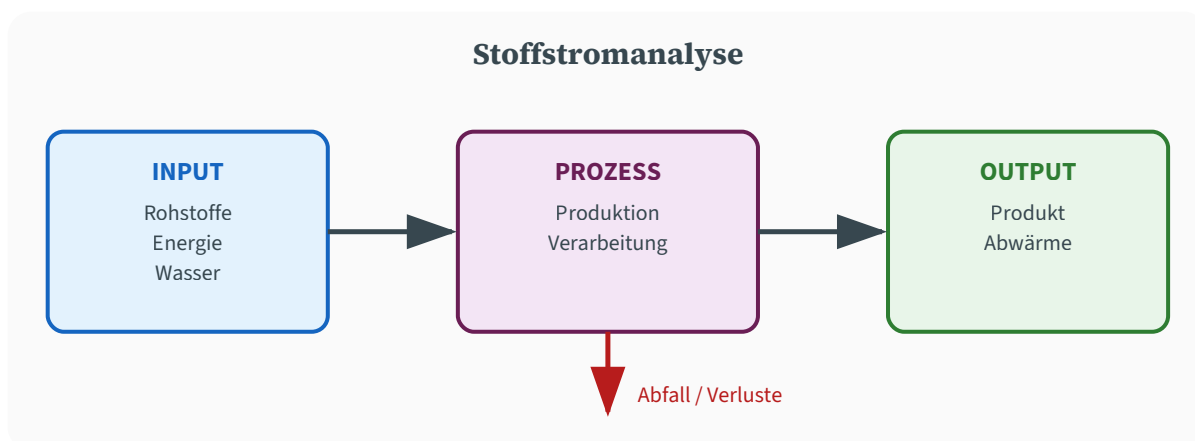 Stoffstromanalyse
INPUT
Rohstoffe
Energie
Wasser
PROZESS
Produktion
Verarbeitung
OUTPUT
Produkt
Abwärme
Abfall / Verluste